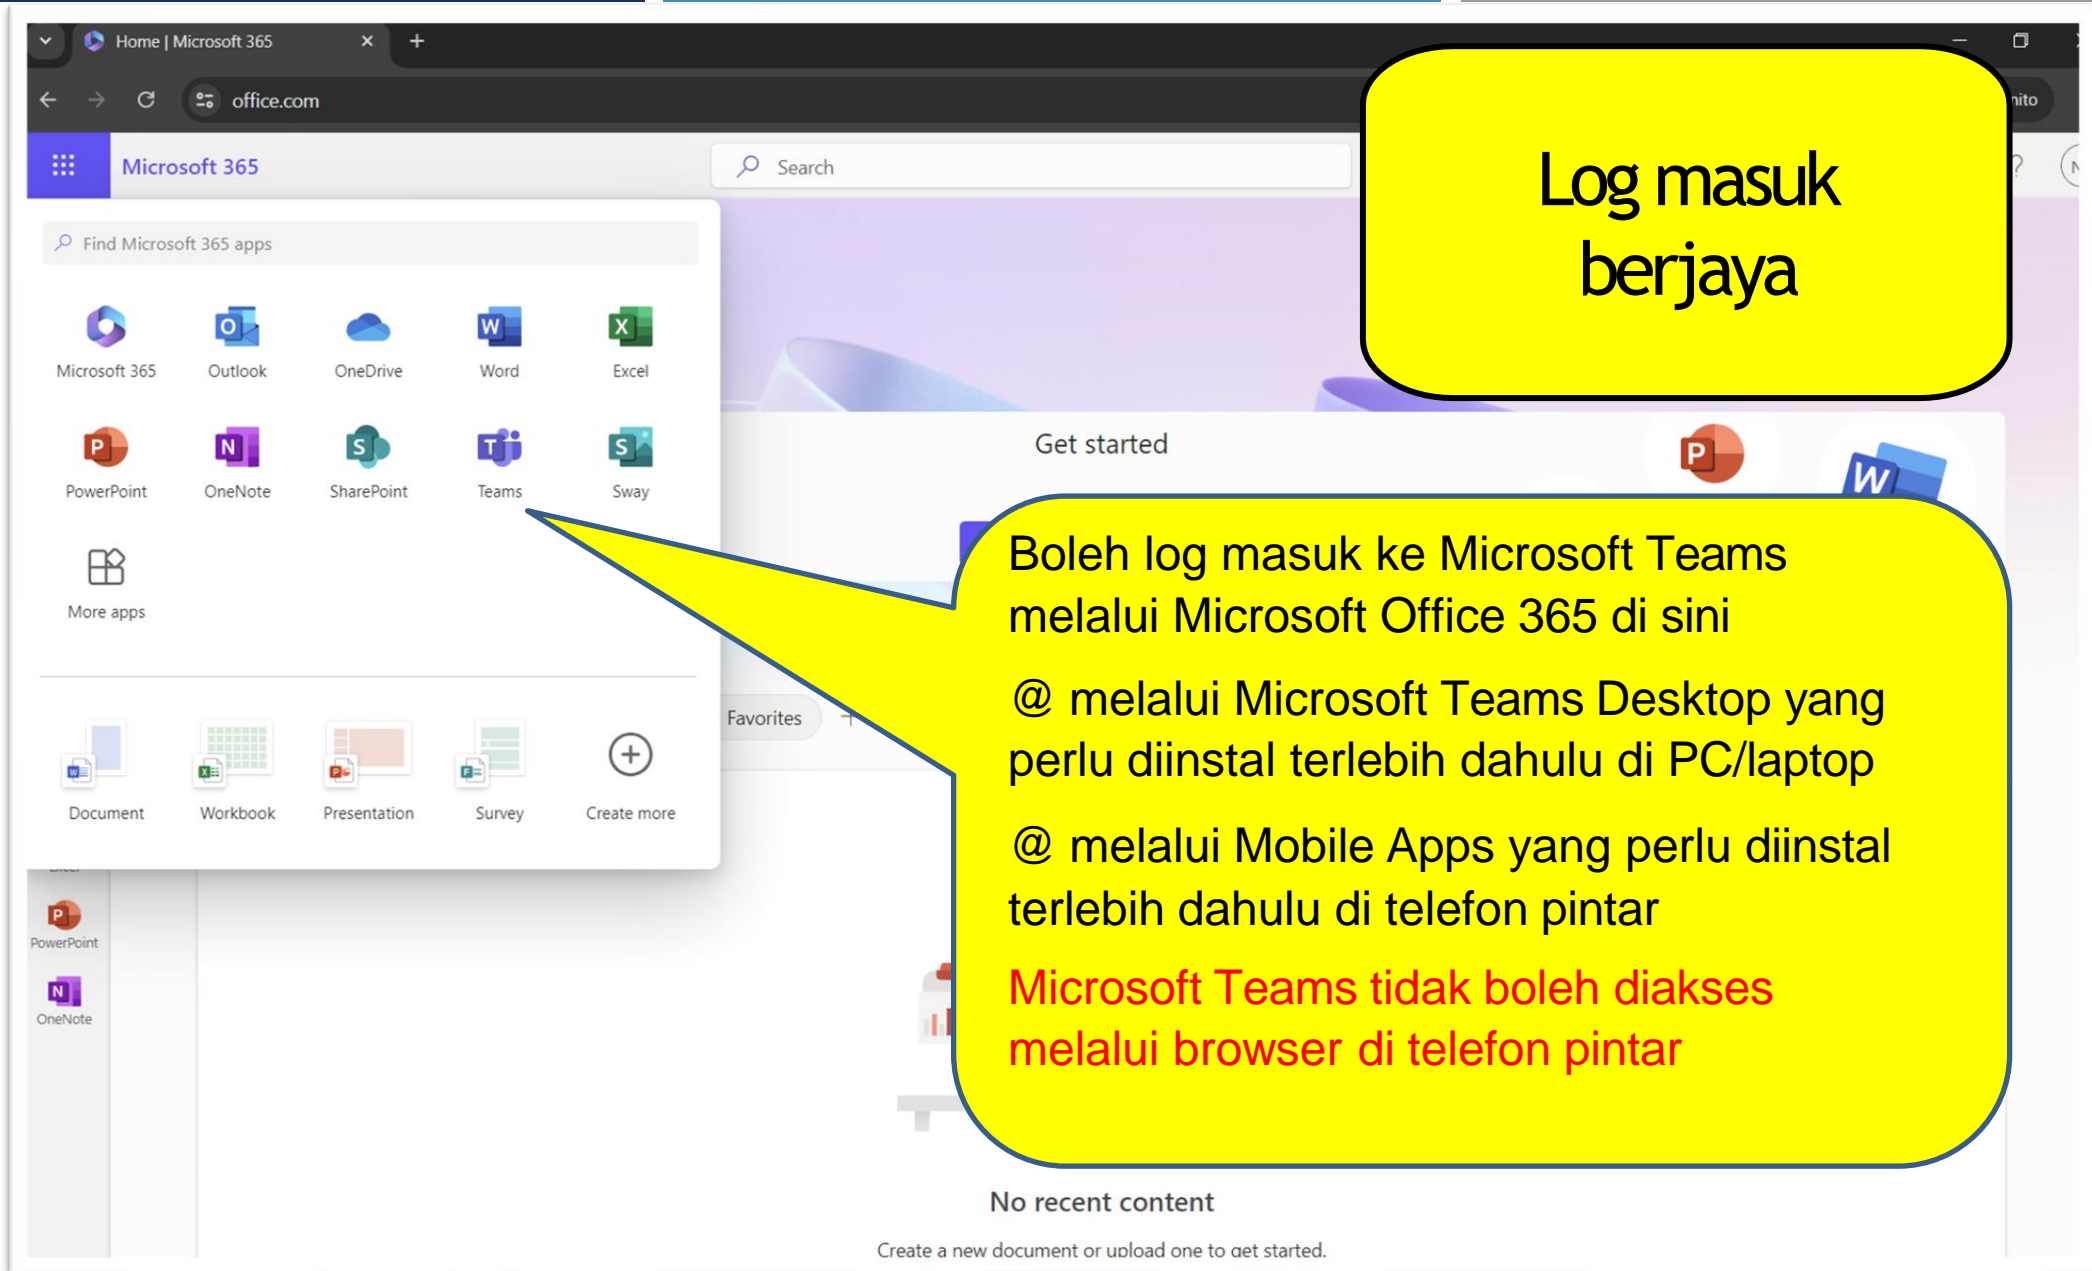 Home | Microsoft 365
office.com
nito
Microsoft 365
Search
?
Log masuk
berjaya
Find Microsoft 365 apps
Microsoft 365 Outlook OneDrive Word Excel
PowerPoint OneNote SharePoint Teams Sway
More apps
Document Workbook Presentation Survey Create more
PowerPoint
OneNote
Get started
Favorites +
Boleh log masuk ke Microsoft Teams
melalui Microsoft Office 365 di sini
@ melalui Microsoft Teams Desktop yang
perlu diinstal terlebih dahulu di PC/laptop
@ melalui Mobile Apps yang perlu diinstal
terlebih dahulu di telefon pintar
Microsoft Teams tidak boleh diakses
melalui browser di telefon pintar
No recent content
Create a new document or upload one to get started.